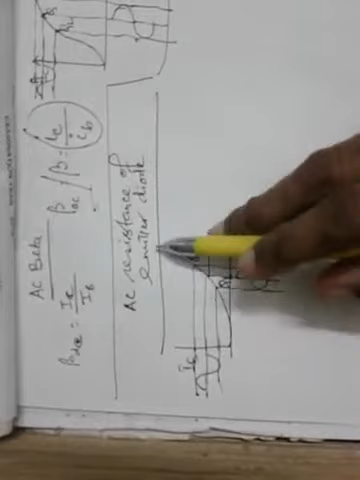 AC Beta
βdc = Ic / IB
βac / β = ic / ib
AC resistance of
emitter diode